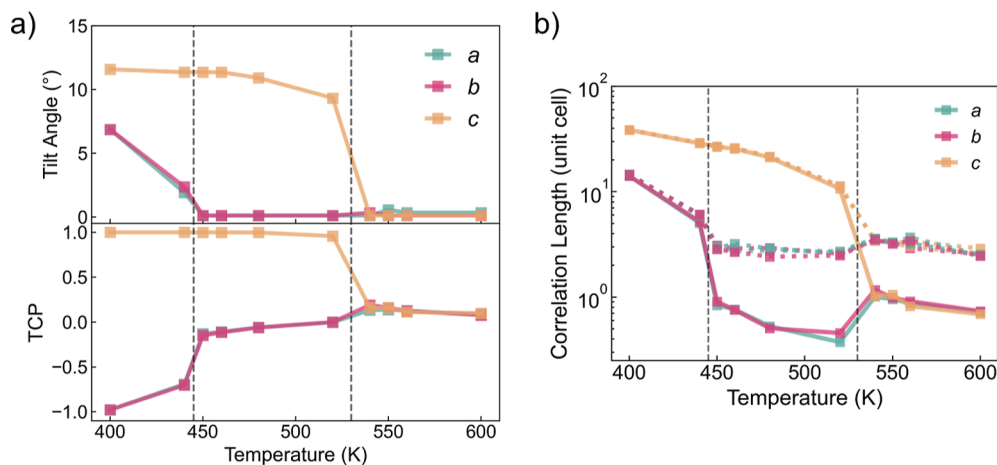 a)
Tilt Angle (°)
15
10
5
0
a
b
c
TCP
1.0
0.5
0.0
−0.5
−1.0
400 450 500 550 600
Temperature (K)
b)
Correlation Length (unit cell)
10²
10¹
10⁰
a
b
c
400 450 500 550 600
Temperature (K)